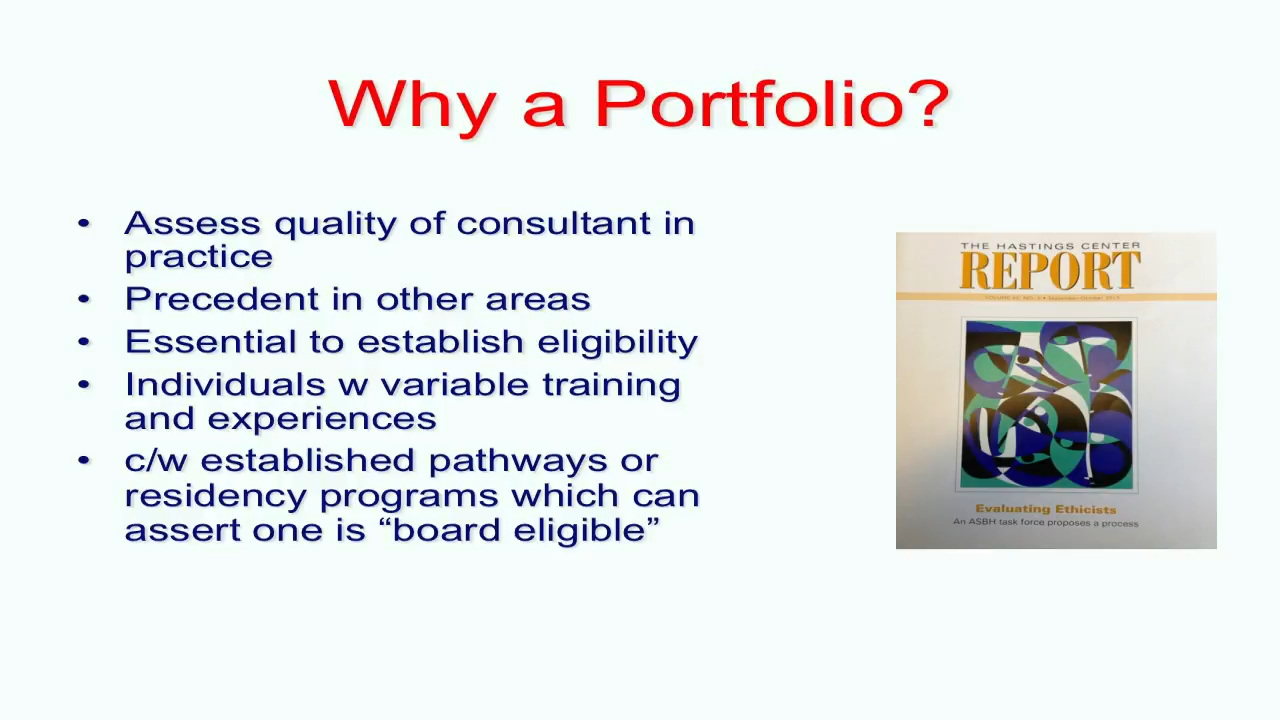 Why a Portfolio?
• Assess quality of consultant in
practice
• Precedent in other areas
• Essential to establish eligibility
• Individuals w variable training
and experiences
• c/w established pathways or
residency programs which can
assert one is “board eligible”
THE HASTINGS CENTER
REPORT
Evaluating Ethicists
An ASBH task force proposes a process